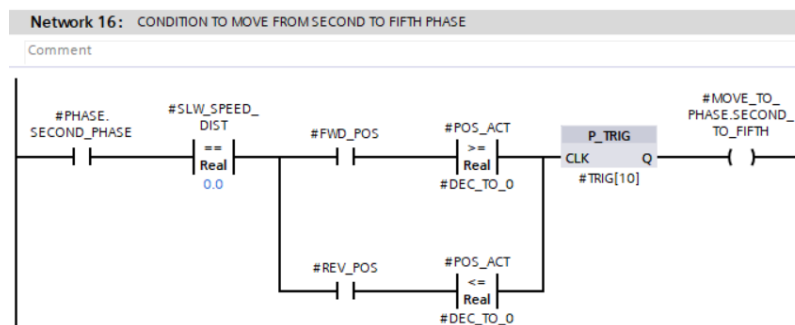 Network 16: CONDITION TO MOVE FROM SECOND TO FIFTH PHASE
Comment
#PHASE.
SECOND_PHASE
#SLW_SPEED_
DIST
==
Real
0.0
#FWD_POS
#POS_ACT
>=
Real
#DEC_TO_0
P_TRIG
CLK Q
#TRIG[10]
#MOVE_TO_
PHASE.SECOND_
TO_FIFTH
#REV_POS
#POS_ACT
<=
Real
#DEC_TO_0